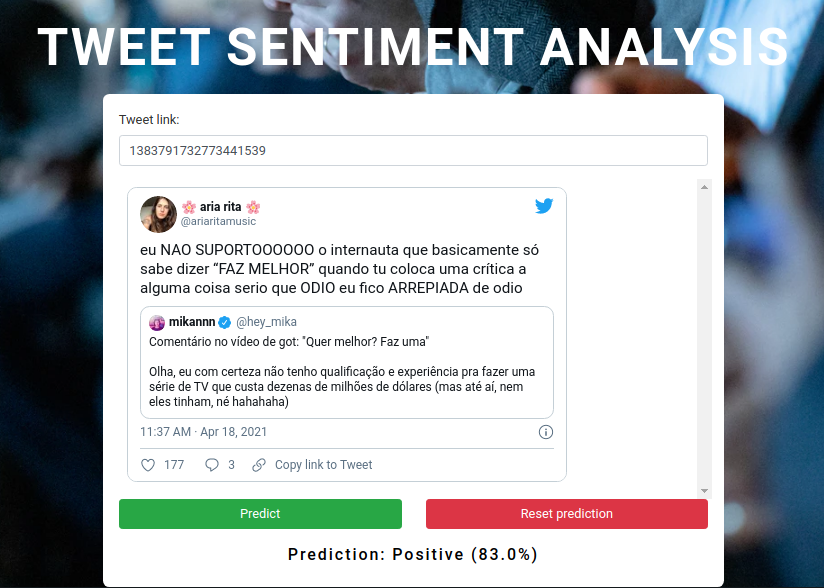 TWEET SENTIMENT ANALYSIS
Tweet link:
1383791732773441539
🌸 aria rita 🌸
@ariaritamusic
eu NAO SUPORTOOOOOO o internauta que basicamente só
sabe dizer “FAZ MELHOR” quando tu coloca uma crítica a
alguma coisa serio que ODIO eu fico ARREPIADA de odio
mikannn @hey_mika
Comentário no vídeo de got: "Quer melhor? Faz uma"
Olha, eu com certeza não tenho qualificação e experiência pra fazer uma
série de TV que custa dezenas de milhões de dólares (mas até aí, nem
eles tinham, né hahahaha)
11:37 AM · Apr 18, 2021
177 3 Copy link to Tweet
Predict Reset prediction
Prediction: Positive (83.0%)